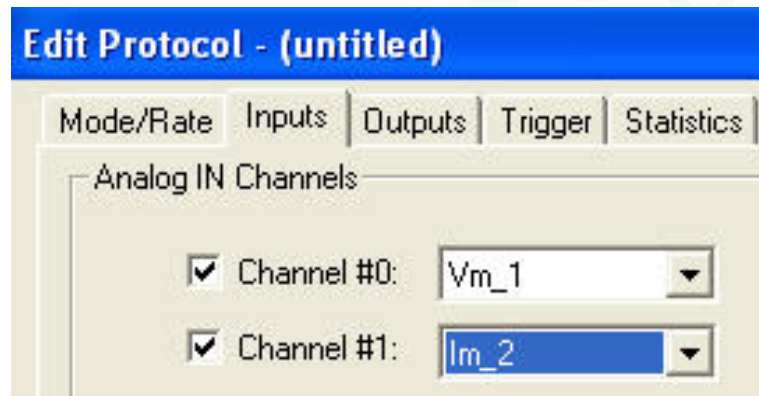 Edit Protocol - (untitled)
Mode/Rate Inputs Outputs Trigger Statistics
Analog IN Channels
Channel #0: Vm_1
Channel #1: Im_2